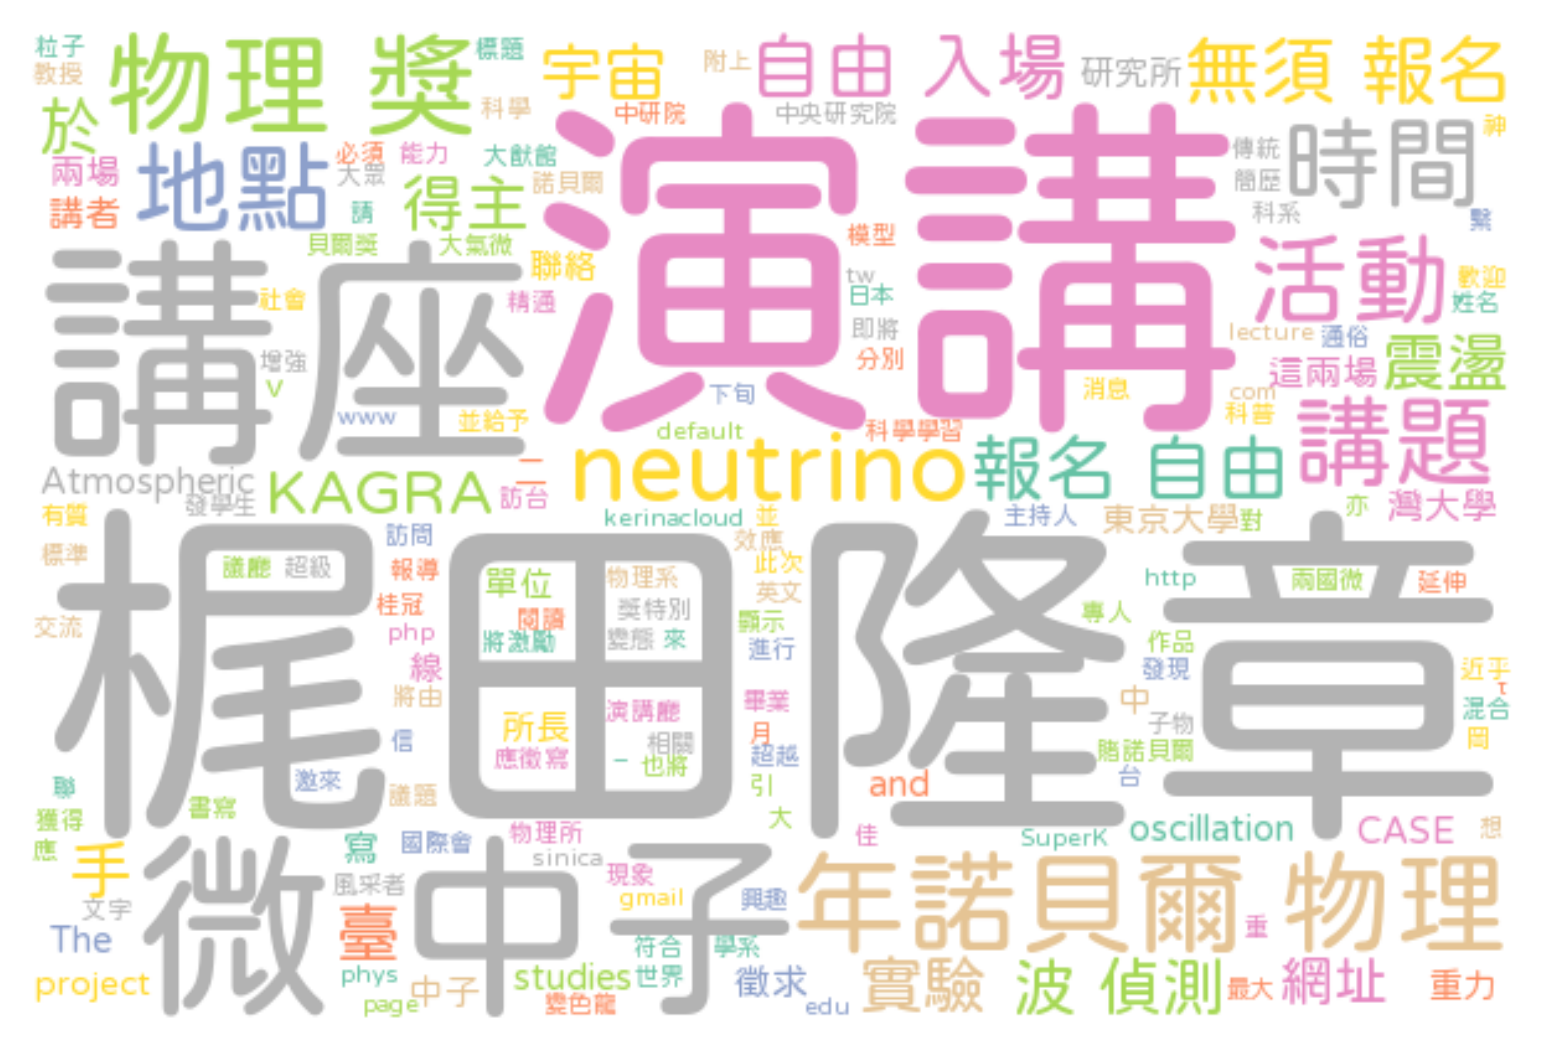 粒子
物理 獎
標題
宇宙
附上
自由 入場
研究所
無須 報名
教授
於
科學
中研院
中央研究院
神
演講
時間
傳統
簡歷
科系
繫
兩場
講者
地點
必須
能力
大猷館
大眾
請
得主
諾貝爾
貝爾獎
大氣微
聯絡
模型
tw
日本
即將
分別
活動
歡迎
姓名
講座
社會
增強
V
精通
www
並給予
下旬
default
科學學習
消息
lecture
通俗
這兩場
震盪
com
科普
講題
Atmospheric
發學生
KAGRA
二
訪台
neutrino
報名 自由
灣大學
亦
有質
標準
交流
梶田隆章
議廳
超級
訪問
報導
桂冠
php
線
將由
信
邀來
議題
kerinacloud
並
效應
此次
英文
主持人
東京大學
對
http
兩國微
延伸
單位
閱讀
將激勵
物理系
獎特別
變態
來
顯示
進行
專人
作品
發現
近乎
τ
混合
岡
中
子物
所長
應徵寫
演講廳
相關
也將
畢業
月
超越
引
大
賭諾貝爾
台
聯
獲得
應
書寫
and
佳
SuperK
oscillation
CASE
想
手
文字
微中子
寫
國際會
物理所
sinica
風采者
現象
gmail
興趣
年諾貝爾 物理
重
The
project
臺
phys
page
中子
studies
變色龍
符合
學系
世界
徵求
edu
實驗
波 偵測
最大
網址
重力